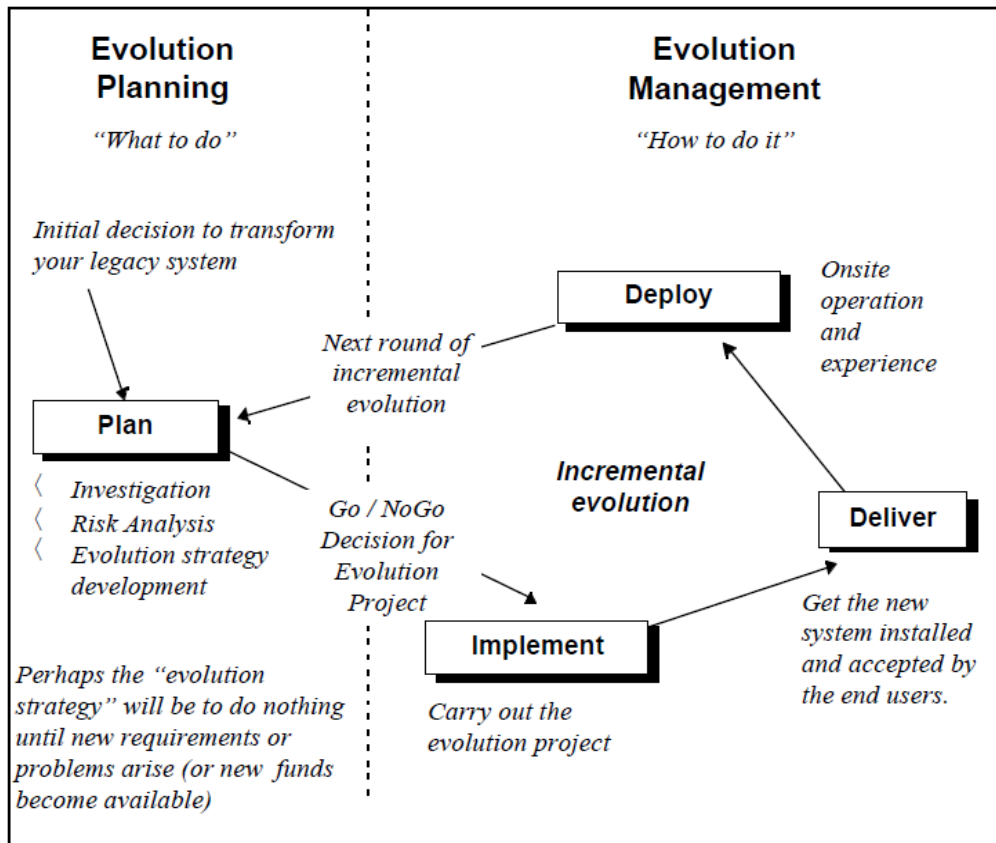 Evolution
Planning
“What to do”
Initial decision to transform
your legacy system
Plan
〈 Investigation
〈 Risk Analysis
〈 Evolution strategy
development
Perhaps the “evolution
strategy” will be to do nothing
until new requirements or
problems arise (or new funds
become available)
Evolution
Management
“How to do it”
Deploy
Onsite
operation
and
experience
Next round of
incremental
evolution
Incremental
evolution
Go / NoGo
Decision for
Evolution
Project
Deliver
Get the new
system installed
and accepted by
the end users.
Implement
Carry out the
evolution project